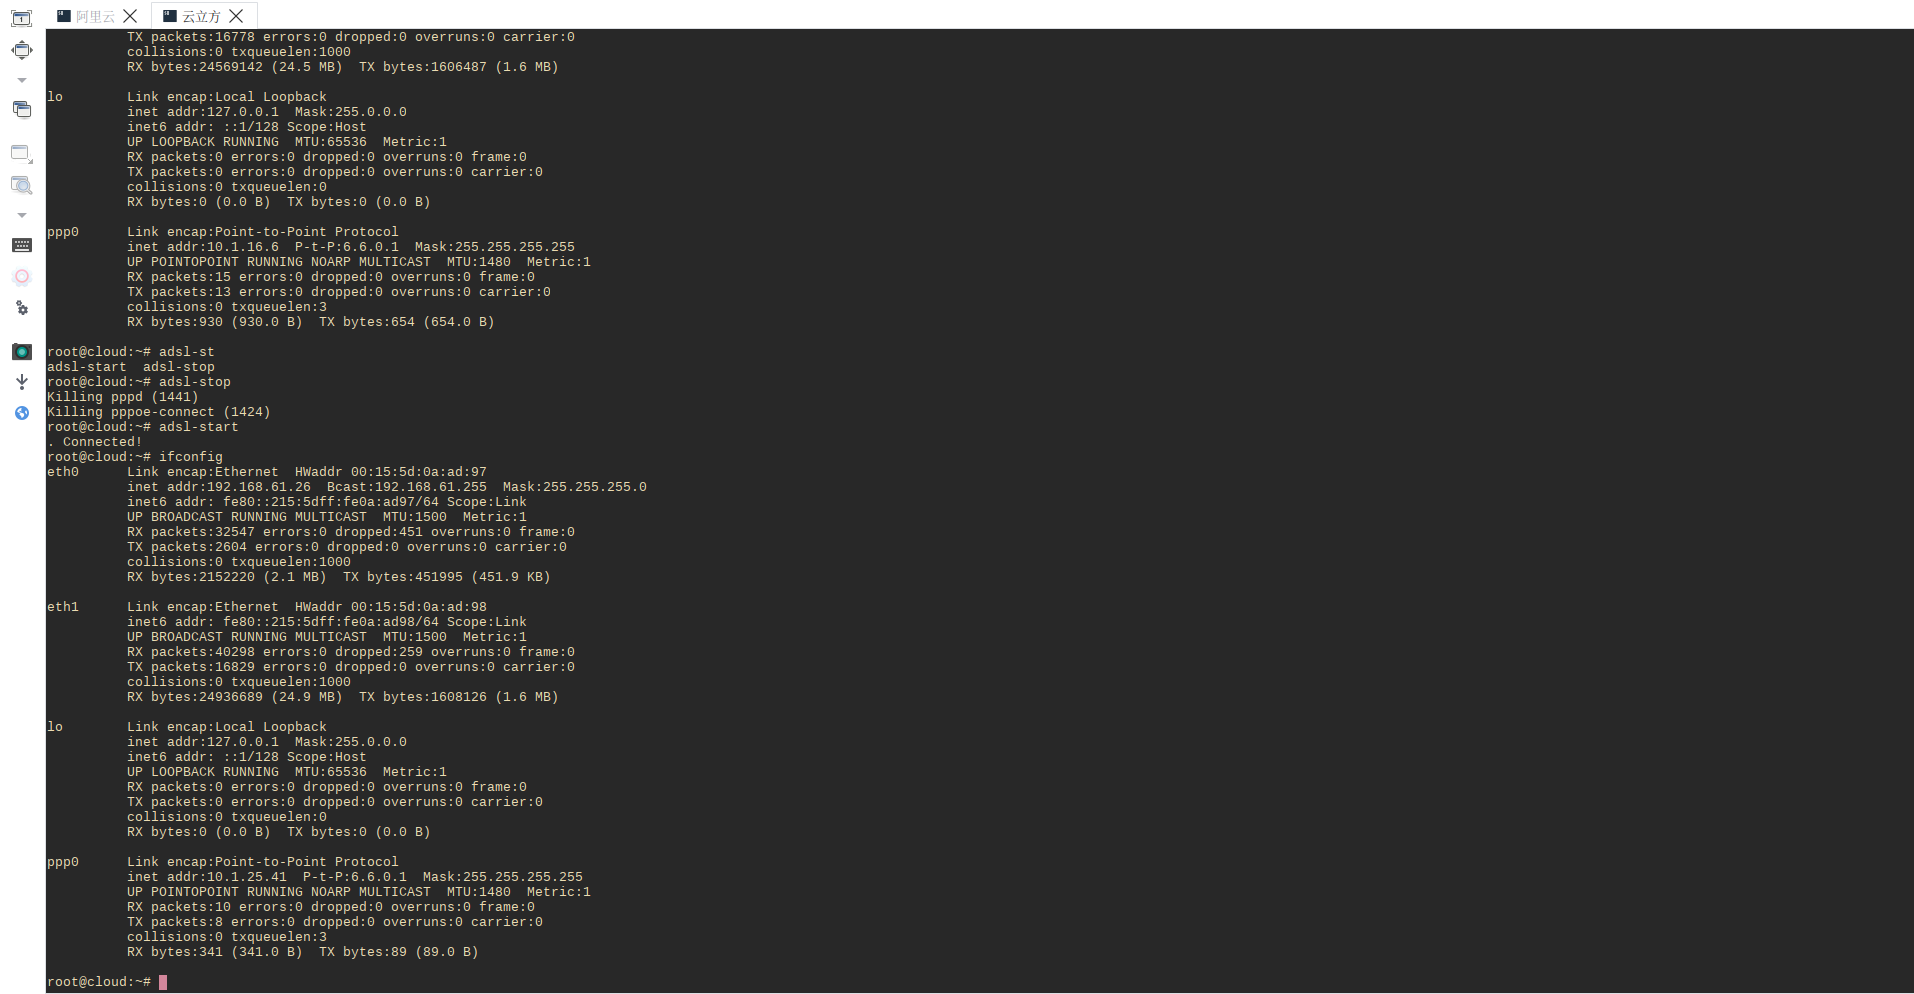 阿里云
云立方
TX packets:16778 errors:0 dropped:0 overruns:0 carrier:0
collisions:0 txqueuelen:1000
RX bytes:24569142 (24.5 MB)  TX bytes:1606487 (1.6 MB)
lo        Link encap:Local Loopback
inet addr:127.0.0.1  Mask:255.0.0.0
inet6 addr: ::1/128 Scope:Host
UP LOOPBACK RUNNING  MTU:65536  Metric:1
RX packets:0 errors:0 dropped:0 overruns:0 frame:0
TX packets:0 errors:0 dropped:0 overruns:0 carrier:0
collisions:0 txqueuelen:0
RX bytes:0 (0.0 B)  TX bytes:0 (0.0 B)
ppp0      Link encap:Point-to-Point Protocol
inet addr:10.1.16.6  P-t-P:6.6.0.1  Mask:255.255.255.255
UP POINTOPOINT RUNNING NOARP MULTICAST  MTU:1480  Metric:1
RX packets:15 errors:0 dropped:0 overruns:0 frame:0
TX packets:13 errors:0 dropped:0 overruns:0 carrier:0
collisions:0 txqueuelen:3
RX bytes:930 (930.0 B)  TX bytes:654 (654.0 B)
root@cloud:~# adsl-st
adsl-start  adsl-stop
root@cloud:~# adsl-stop
Killing pppd (1441)
Killing pppoe-connect (1424)
root@cloud:~# adsl-start
. Connected!
root@cloud:~# ifconfig
eth0      Link encap:Ethernet  HWaddr 00:15:5d:0a:ad:97
inet addr:192.168.61.26  Bcast:192.168.61.255  Mask:255.255.255.0
inet6 addr: fe80::215:5dff:fe0a:ad97/64 Scope:Link
UP BROADCAST RUNNING MULTICAST  MTU:1500  Metric:1
RX packets:32547 errors:0 dropped:451 overruns:0 frame:0
TX packets:2604 errors:0 dropped:0 overruns:0 carrier:0
collisions:0 txqueuelen:1000
RX bytes:2152220 (2.1 MB)  TX bytes:451995 (451.9 KB)
eth1      Link encap:Ethernet  HWaddr 00:15:5d:0a:ad:98
inet6 addr: fe80::215:5dff:fe0a:ad98/64 Scope:Link
UP BROADCAST RUNNING MULTICAST  MTU:1500  Metric:1
RX packets:40298 errors:0 dropped:259 overruns:0 frame:0
TX packets:16829 errors:0 dropped:0 overruns:0 carrier:0
collisions:0 txqueuelen:1000
RX bytes:24936689 (24.9 MB)  TX bytes:1608126 (1.6 MB)
lo        Link encap:Local Loopback
inet addr:127.0.0.1  Mask:255.0.0.0
inet6 addr: ::1/128 Scope:Host
UP LOOPBACK RUNNING  MTU:65536  Metric:1
RX packets:0 errors:0 dropped:0 overruns:0 frame:0
TX packets:0 errors:0 dropped:0 overruns:0 carrier:0
collisions:0 txqueuelen:0
RX bytes:0 (0.0 B)  TX bytes:0 (0.0 B)
ppp0      Link encap:Point-to-Point Protocol
inet addr:10.1.25.41  P-t-P:6.6.0.1  Mask:255.255.255.255
UP POINTOPOINT RUNNING NOARP MULTICAST  MTU:1480  Metric:1
RX packets:10 errors:0 dropped:0 overruns:0 frame:0
TX packets:8 errors:0 dropped:0 overruns:0 carrier:0
collisions:0 txqueuelen:3
RX bytes:341 (341.0 B)  TX bytes:89 (89.0 B)
root@cloud:~#